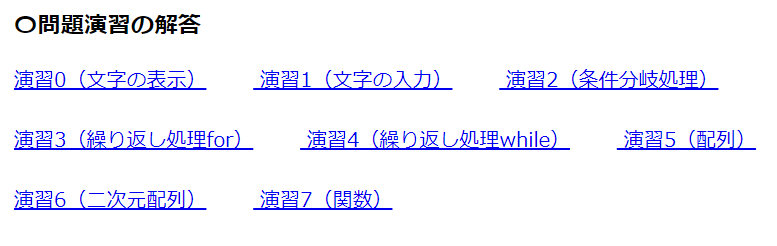 〇問題演習の解答
演習0（文字の表示） 演習1（文字の入力） 演習2（条件分岐処理）
演習3（繰り返し処理for） 演習4（繰り返し処理while） 演習5（配列）
演習6（二次元配列） 演習7（関数）